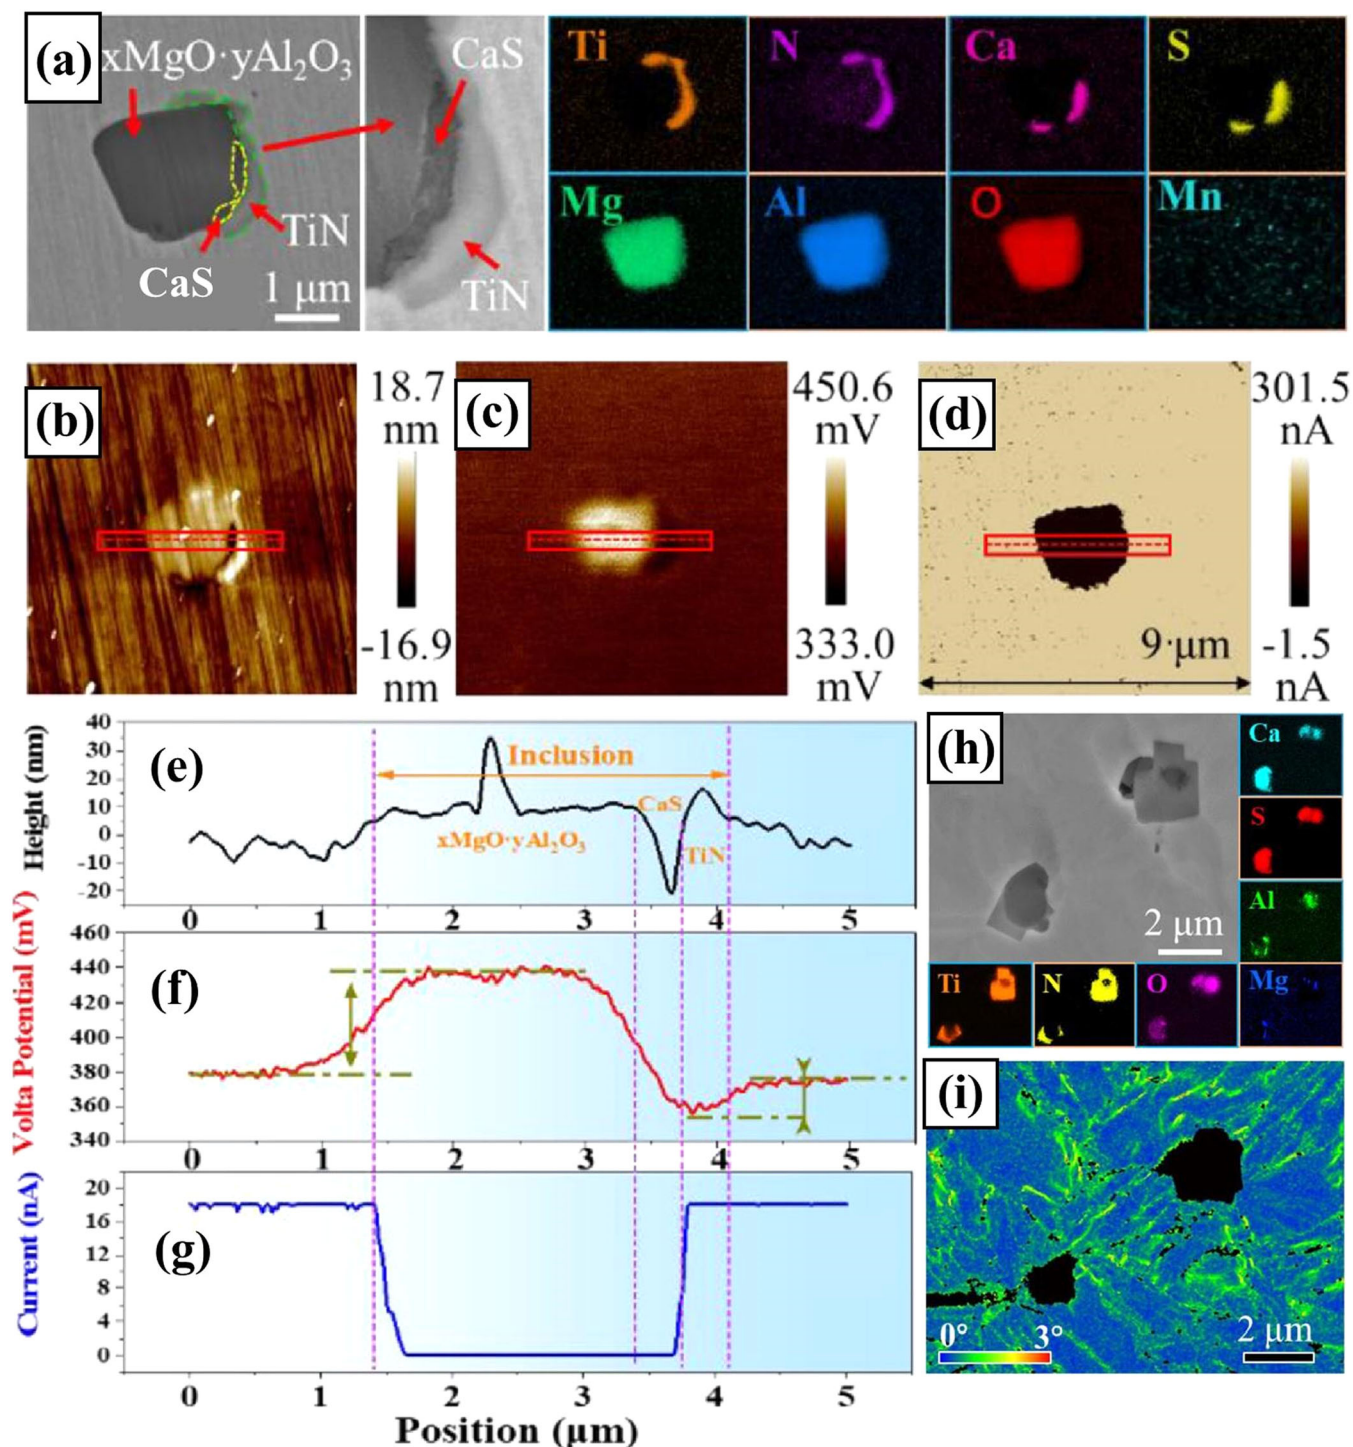 (a)
xMgO·yAl₂O₃
CaS
TiN
1 μm
CaS
TiN
Ti
N
Ca
S
Mg
Al
O
Mn
(b)
18.7
nm
-16.9
nm
(c)
450.6
mV
333.0
mV
(d)
9·μm
301.5
nA
-1.5
nA
(e)
Height (nm)
40
30
20
10
0
-10
-20
Inclusion
CaS
xMgO·yAl₂O₃
TiN
0 1 2 3 4 5
(f)
Volta Potential (mV)
460
440
420
400
380
360
340
0 1 2 3 4 5
(g)
Current (nA)
20
16
12
8
4
0
0 1 2 3 4 5
Position (μm)
(h)
2 μm
Ca
S
Al
Ti
N
O
Mg
(i)
0° 3°
2 μm